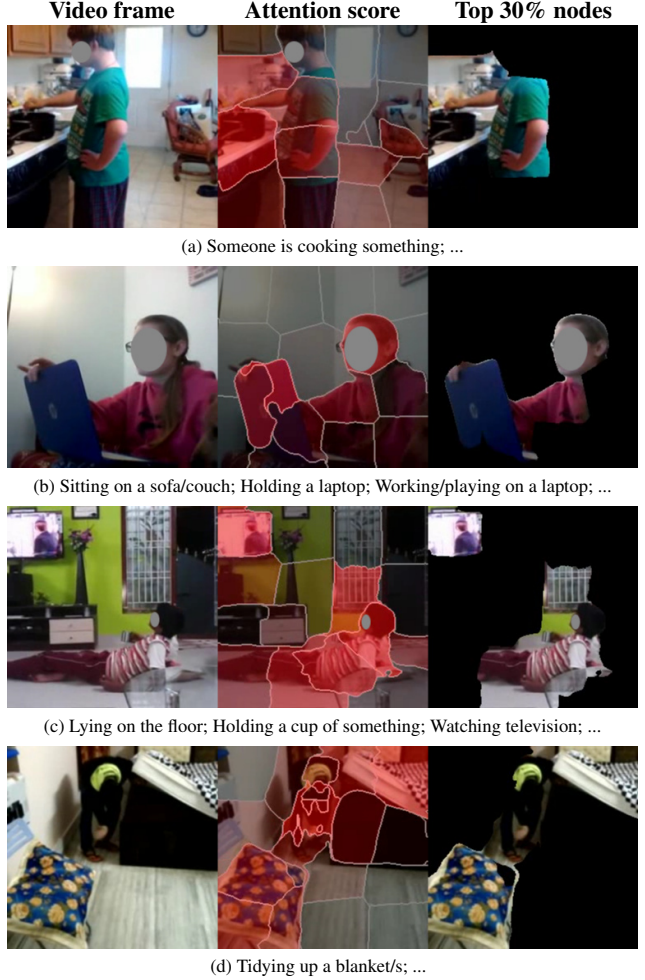 Video frame Attention score Top 30% nodes
(a) Someone is cooking something; ...
(b) Sitting on a sofa/couch; Holding a laptop; Working/playing on a laptop; ...
(c) Lying on the floor; Holding a cup of something; Watching television; ...
(d) Tidying up a blanket/s; ...